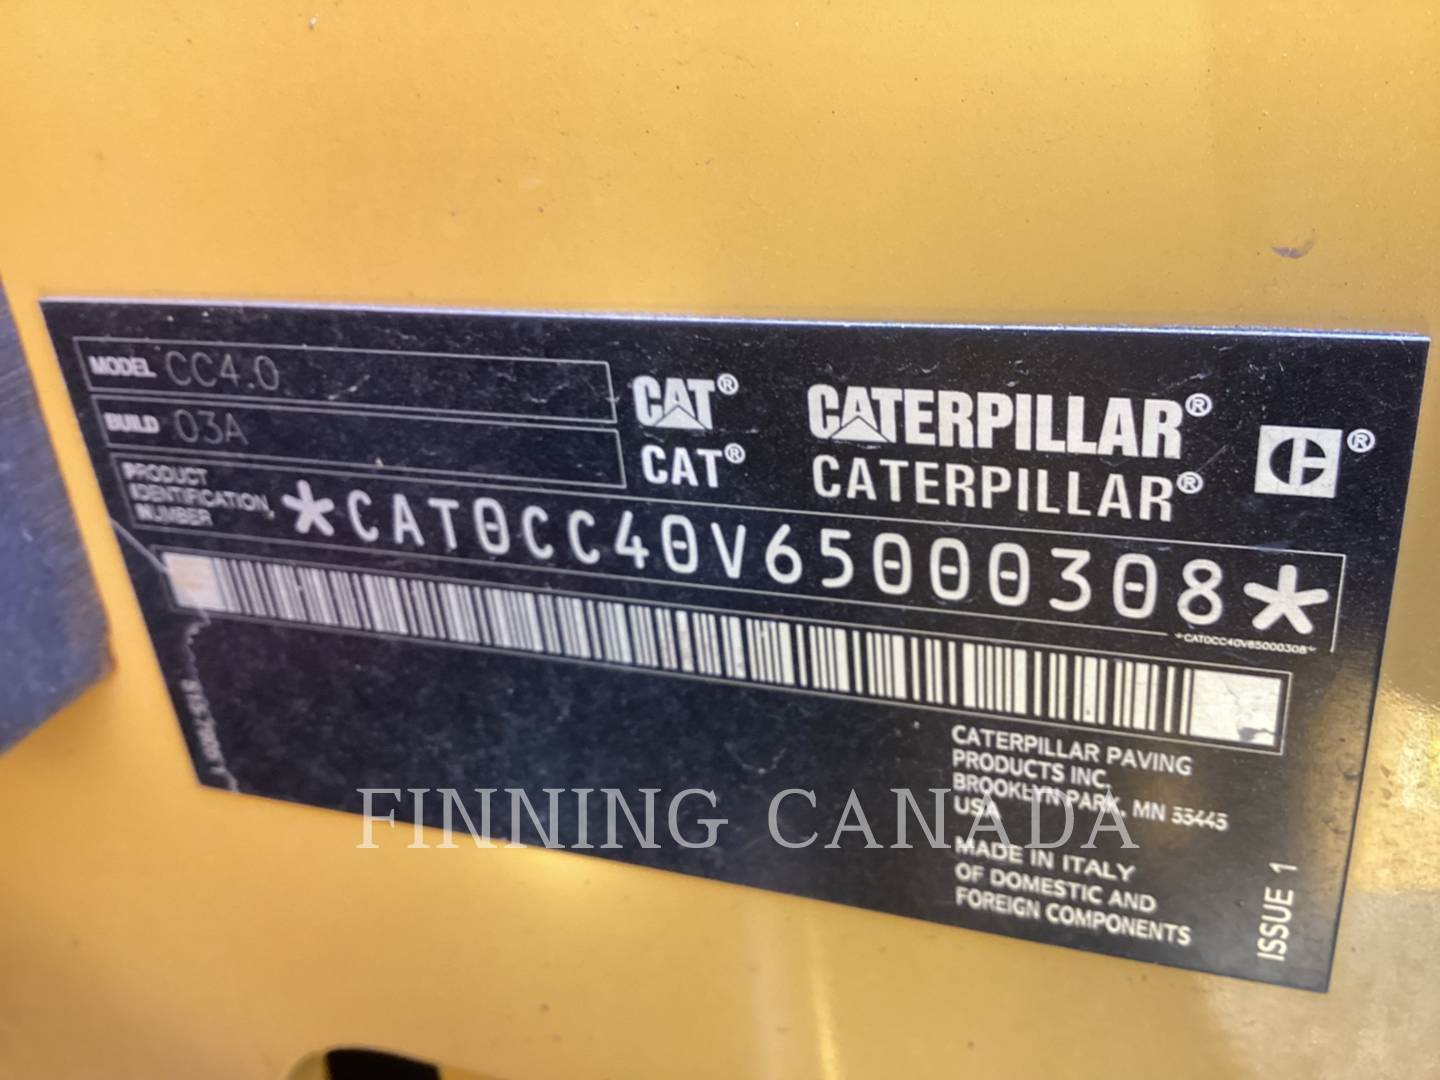 MODEL CC4.0
BUILD 03A
PRODUCT
IDENTIFICATION
NUMBER
*CAT0CC40V65000308*
*CAT0CC40V65000308*
CAT®
CAT®
CATERPILLAR®
CATERPILLAR®
®
CATERPILLAR PAVING
PRODUCTS INC.
BROOKLYN PARK, MN 55445
USA
MADE IN ITALY
OF DOMESTIC AND
FOREIGN COMPONENTS
ISSUE 1
FINNING CANADA